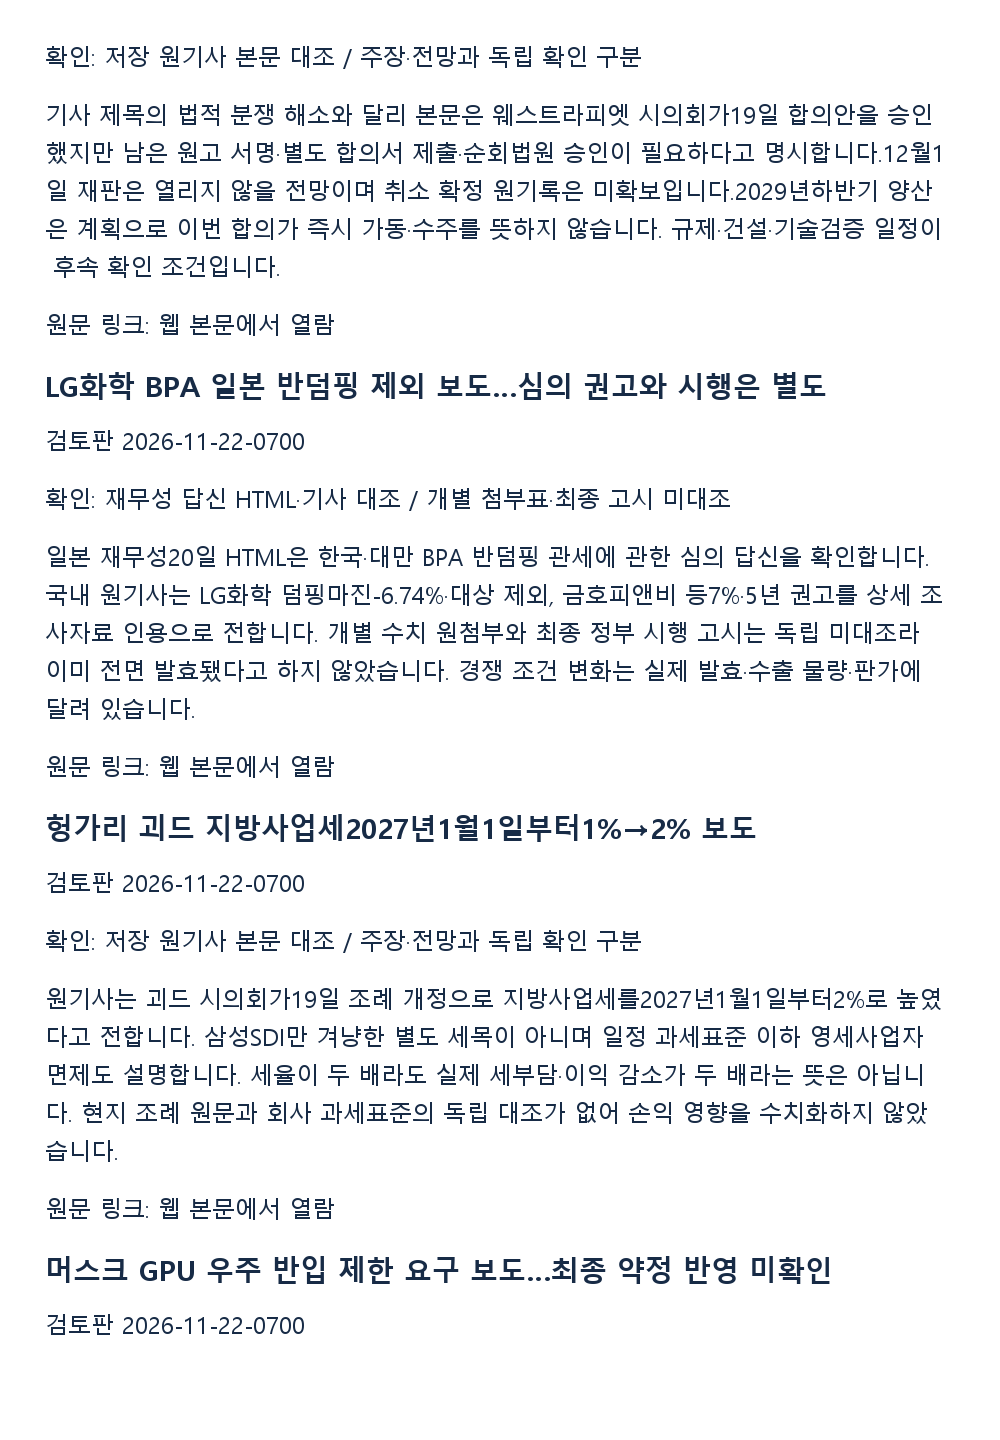 확인: 저장 원기사 본문 대조 / 주장·전망과 독립 확인 구분
기사 제목의 법적 분쟁 해소와 달리 본문은 웨스트라피엣 시의회가19일 합의안을 승인
했지만 남은 원고 서명·별도 합의서 제출·순회법원 승인이 필요하다고 명시합니다.12월1
일 재판은 열리지 않을 전망이며 취소 확정 원기록은 미확보입니다.2029년하반기 양산
은 계획으로 이번 합의가 즉시 가동·수주를 뜻하지 않습니다. 규제·건설·기술검증 일정이
후속 확인 조건입니다.
원문 링크: 웹 본문에서 열람
LG화학 BPA 일본 반덤핑 제외 보도…심의 권고와 시행은 별도
검토판 2026-11-22-0700
확인: 재무성 답신 HTML·기사 대조 / 개별 첨부표·최종 고시 미대조
일본 재무성20일 HTML은 한국·대만 BPA 반덤핑 관세에 관한 심의 답신을 확인합니다.
국내 원기사는 LG화학 덤핑마진-6.74%·대상 제외, 금호피앤비 등7%·5년 권고를 상세 조
사자료 인용으로 전합니다. 개별 수치 원첨부와 최종 정부 시행 고시는 독립 미대조라
이미 전면 발효됐다고 하지 않았습니다. 경쟁 조건 변화는 실제 발효·수출 물량·판가에
달려 있습니다.
원문 링크: 웹 본문에서 열람
헝가리 괴드 지방사업세2027년1월1일부터1%→2% 보도
검토판 2026-11-22-0700
확인: 저장 원기사 본문 대조 / 주장·전망과 독립 확인 구분
원기사는 괴드 시의회가19일 조례 개정으로 지방사업세를2027년1월1일부터2%로 높였
다고 전합니다. 삼성SDI만 겨냥한 별도 세목이 아니며 일정 과세표준 이하 영세사업자
면제도 설명합니다. 세율이 두 배라도 실제 세부담·이익 감소가 두 배라는 뜻은 아닙니
다. 현지 조례 원문과 회사 과세표준의 독립 대조가 없어 손익 영향을 수치화하지 않았
습니다.
원문 링크: 웹 본문에서 열람
머스크 GPU 우주 반입 제한 요구 보도…최종 약정 반영 미확인
검토판 2026-11-22-0700